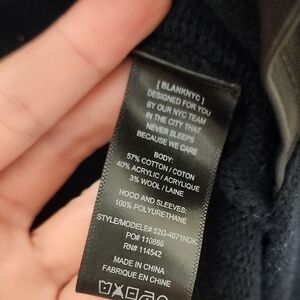 [ BLANKNYC ]
DESIGNED FOR YOU
BY OUR NYC TEAM
IN THE CITY THAT
NEVER SLEEPS
BECAUSE WE CARE
BODY:
57% COTTON / COTON
40% ACRYLIC / ACRYLIQUE
3% WOOL / LAINE
HOOD AND SLEEVES:
100% POLYURETHANE
STYLE/MODELE# 52G-4071NDK
PO# 110886
RN# 114542
MADE IN CHINA
FABRIQUE EN CHINE